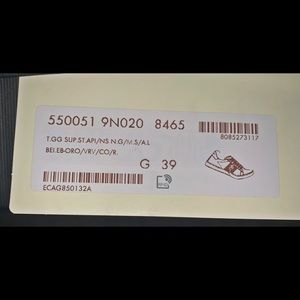 550051 9N020 8465
8085273117
T.GG SUP ST.API/NS N.G/M.S/A.L
BEI.EB-ORO/VRV/CO/R.
G 39
ECAG850132A